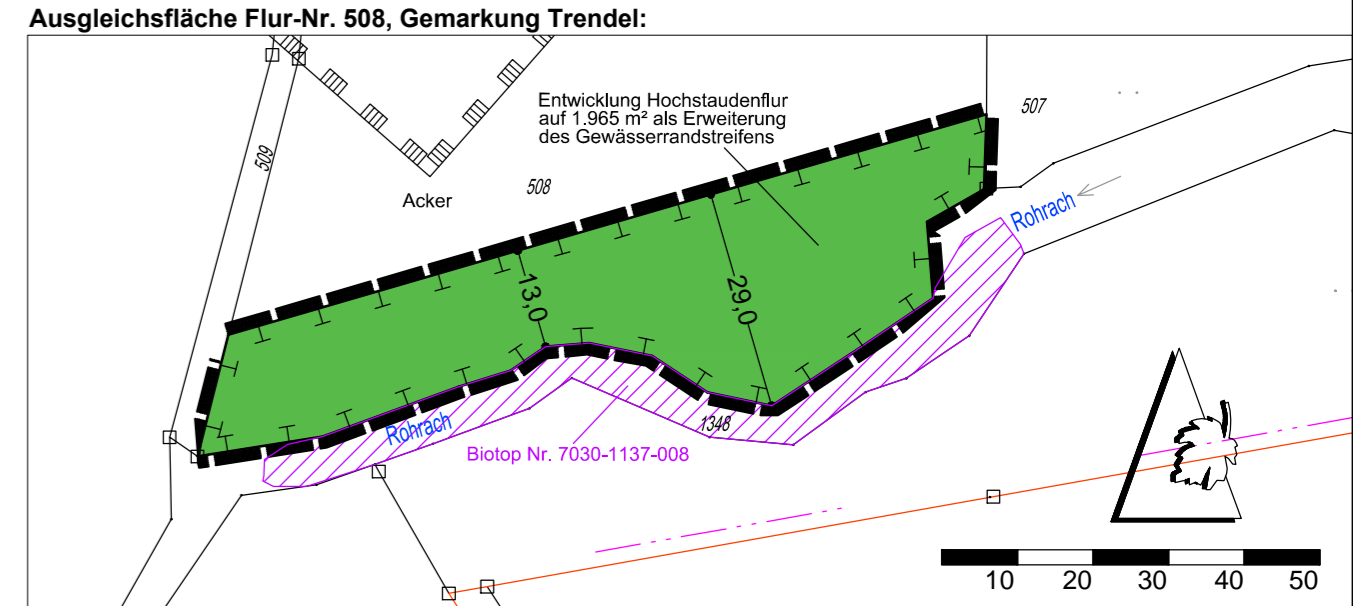 Ausgleichsfläche Flur-Nr. 508, Gemarkung Trendel:
Entwicklung Hochstaudenflur
auf 1.965 m² als Erweiterung
des Gewässerrandstreifens
507
509
508
Acker
Rohrach
13,0
29,0
Rohrach
1348
Biotop Nr. 7030-1137-008
10 20 30 40 50